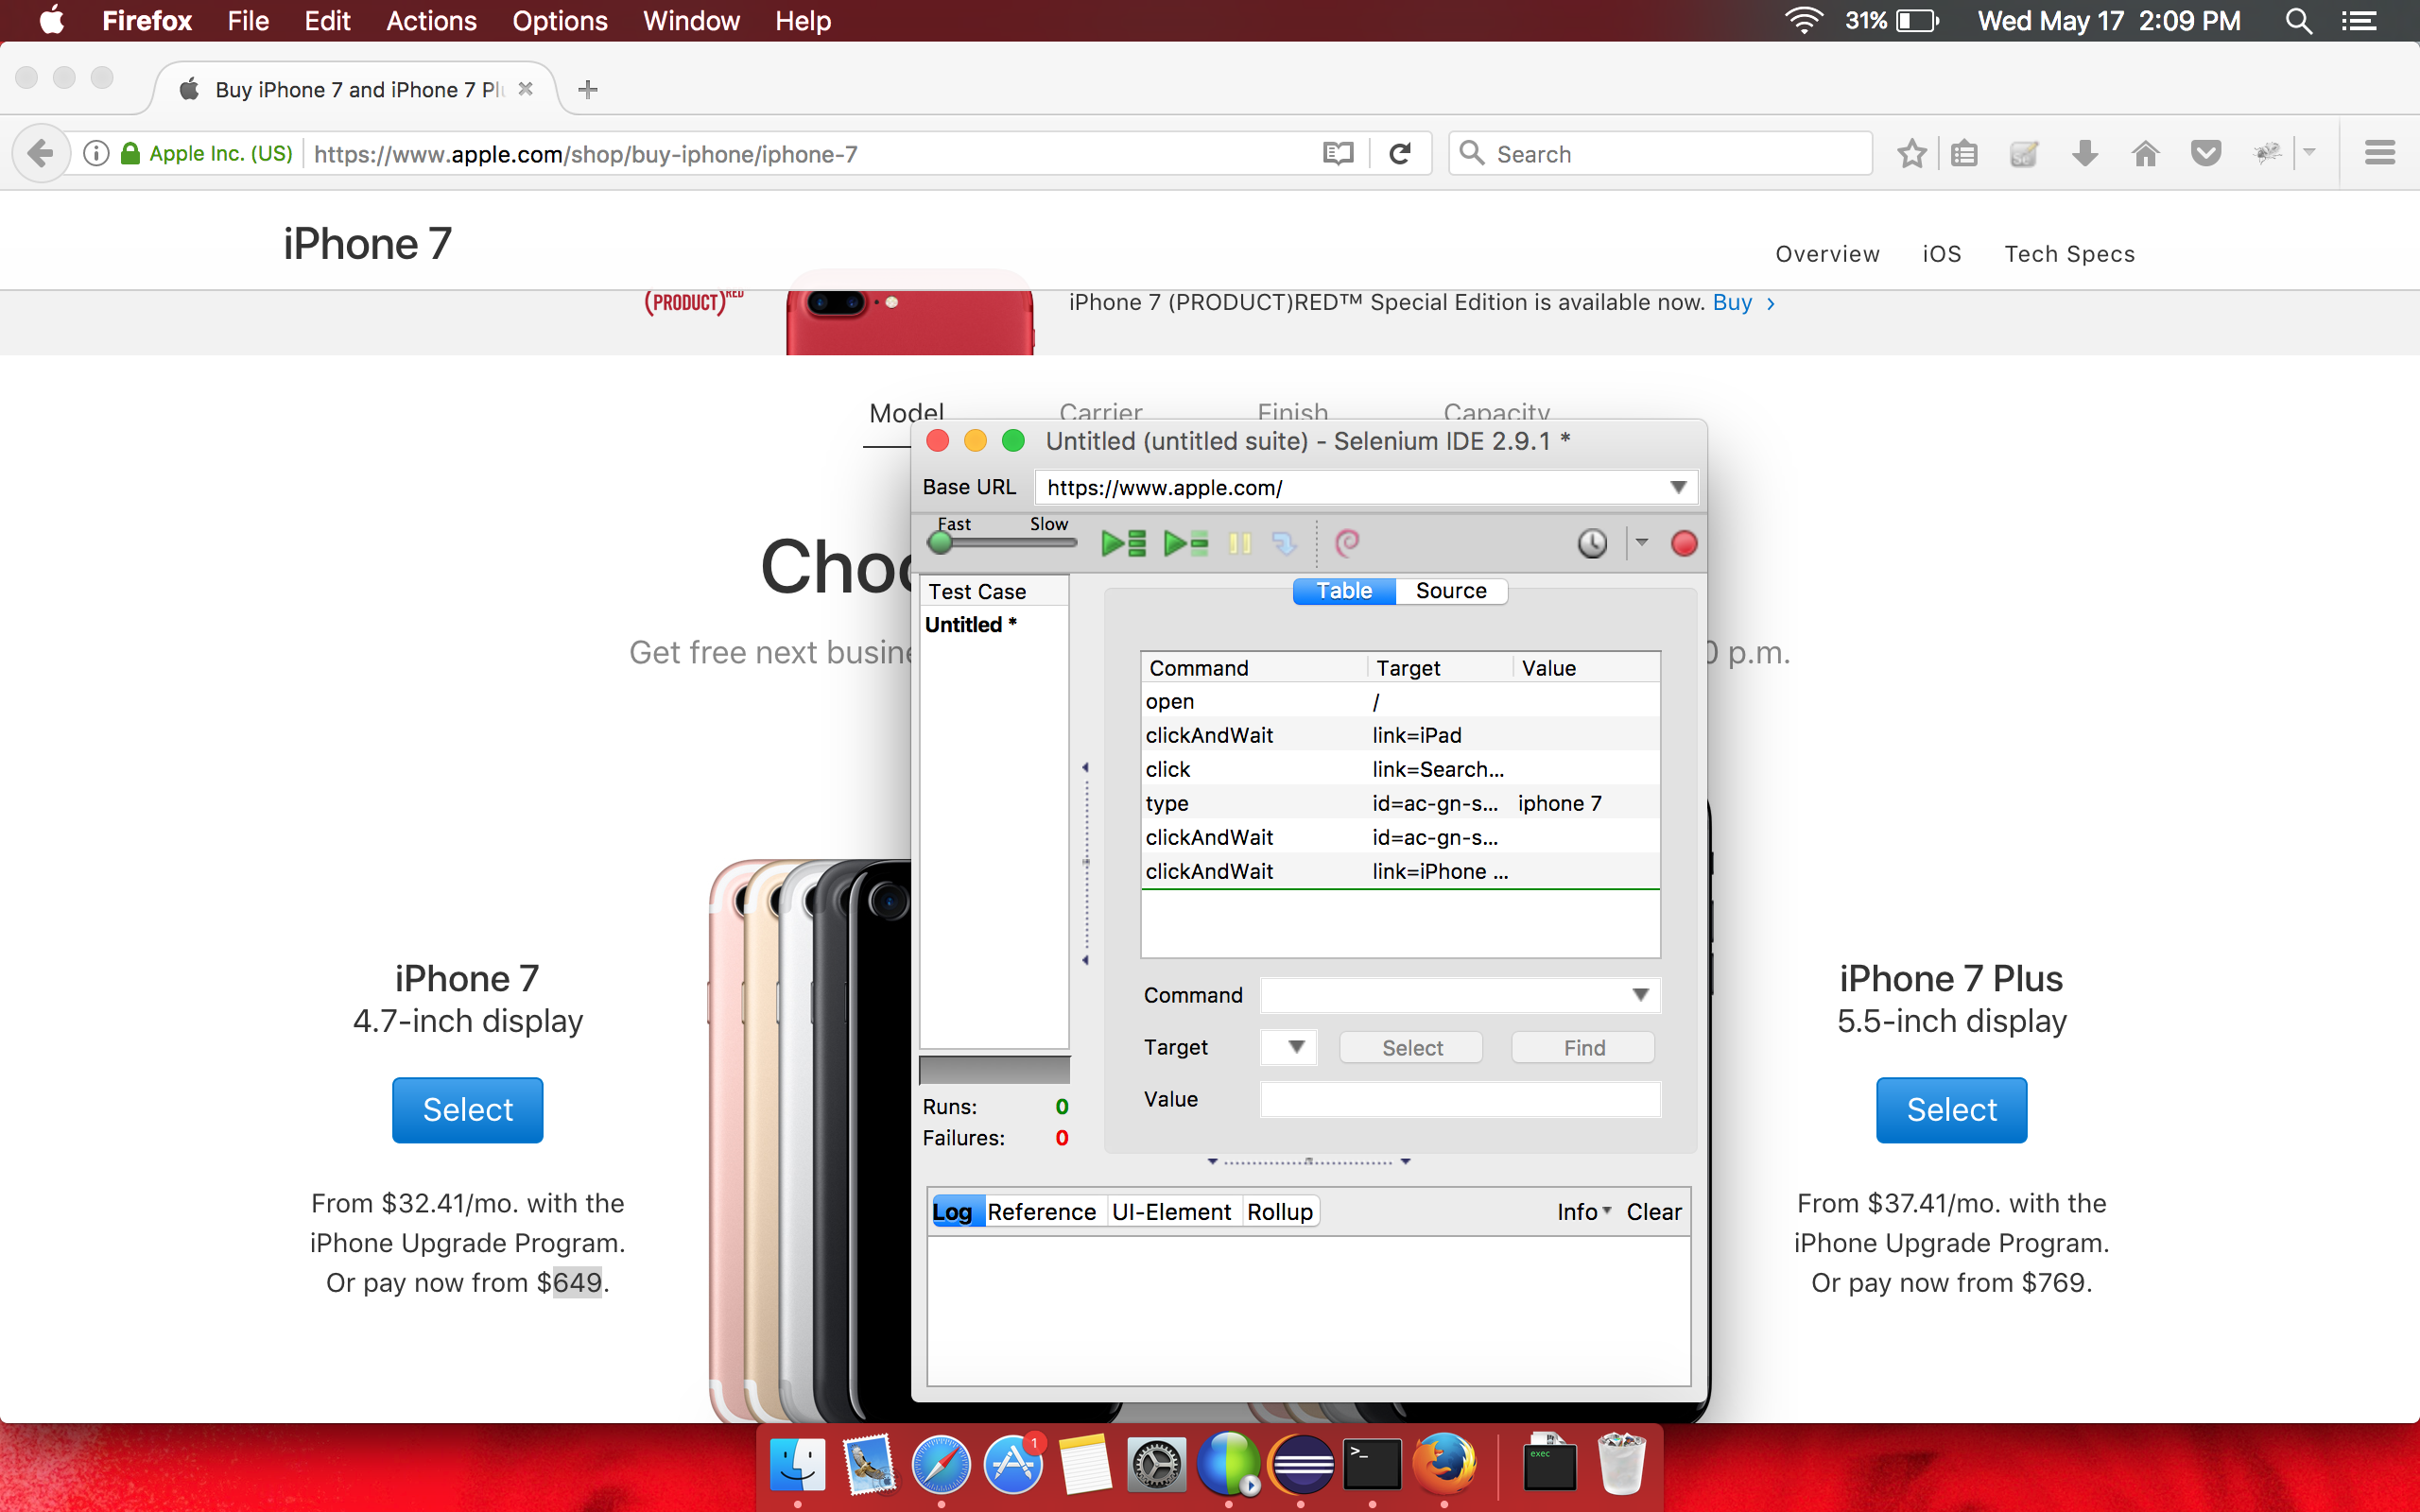 Firefox File Edit Actions Options Window Help 31% Wed May 17 2:09 PM
Buy iPhone 7 and iPhone 7 Pl
Apple Inc. (US) https://www.apple.com/shop/buy-iphone/iphone-7 Search
iPhone 7 Overview iOS Tech Specs
(PRODUCT)RED iPhone 7 (PRODUCT)RED™ Special Edition is available now. Buy ›
Model Carrier Finish Capacity
Untitled (untitled suite) - Selenium IDE 2.9.1 *
Base URL https://www.apple.com/
Fast Slow
Choo
Test Case Table Source
Untitled *
Get free next busine 0 p.m.
Command Target Value
open /
clickAndWait link=iPad
click link=Search...
type id=ac-gn-s... iphone 7
clickAndWait id=ac-gn-s...
clickAndWait link=iPhone ...
Command
Target Select Find
Value
Runs: 0
Failures: 0
Log Reference UI-Element Rollup Info Clear
iPhone 7
4.7-inch display
Select
From $32.41/mo. with the
iPhone Upgrade Program.
Or pay now from $649.
iPhone 7 Plus
5.5-inch display
Select
From $37.41/mo. with the
iPhone Upgrade Program.
Or pay now from $769.
1
>_
exec